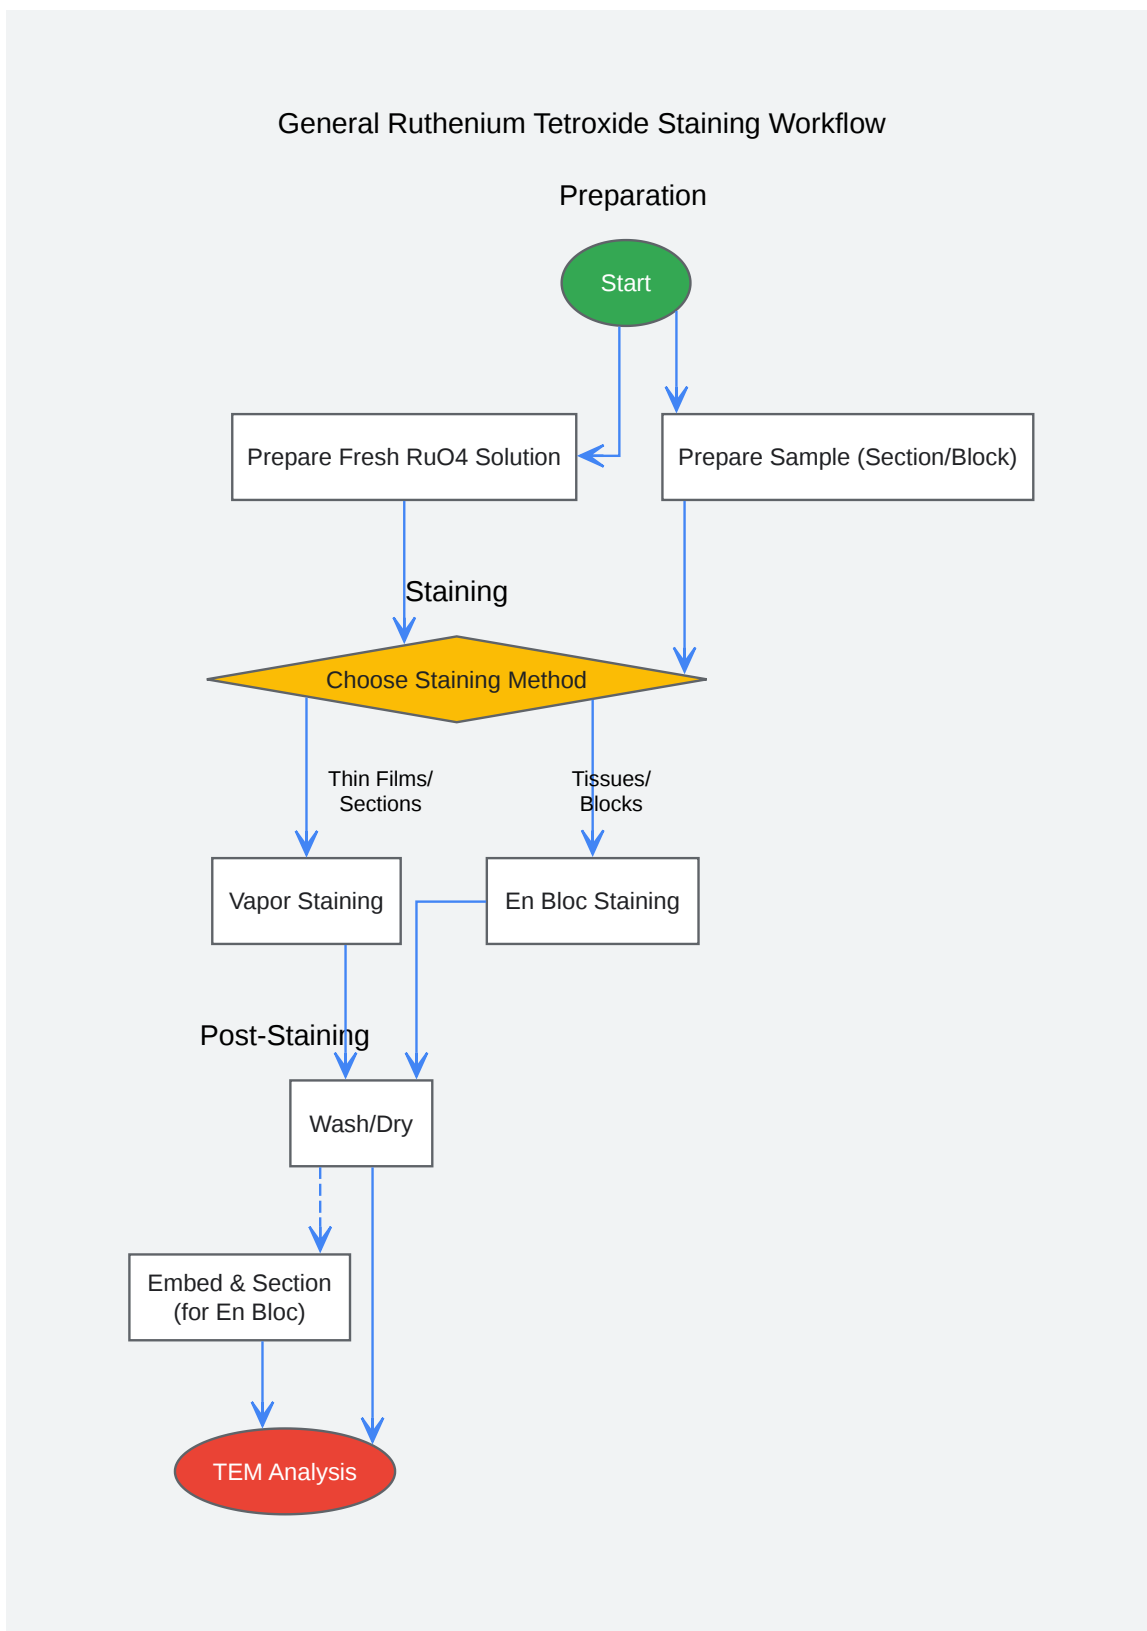 General Ruthenium Tetroxide Staining Workflow
Preparation
Start
Prepare Fresh RuO4 Solution
Prepare Sample (Section/Block)
Staining
Choose Staining Method
Thin Films/
Sections
Tissues/
Blocks
Vapor Staining
En Bloc Staining
Post-Staining
Wash/Dry
Embed & Section
(for En Bloc)
TEM Analysis